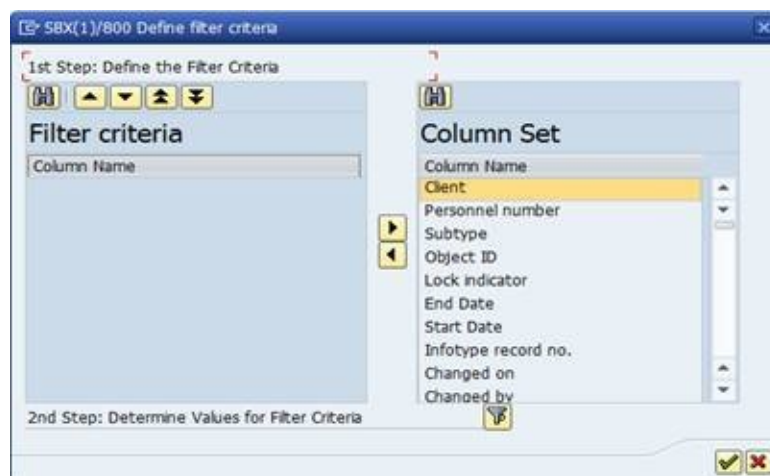 SBX(1)/800 Define filter criteria
1st Step: Define the Filter Criteria
Filter criteria
Column Name
Column Set
Column Name
Client
Personnel number
Subtype
Object ID
Lock indicator
End Date
Start Date
Infotype record no.
Changed on
Changed by
2nd Step: Determine Values for Filter Criteria